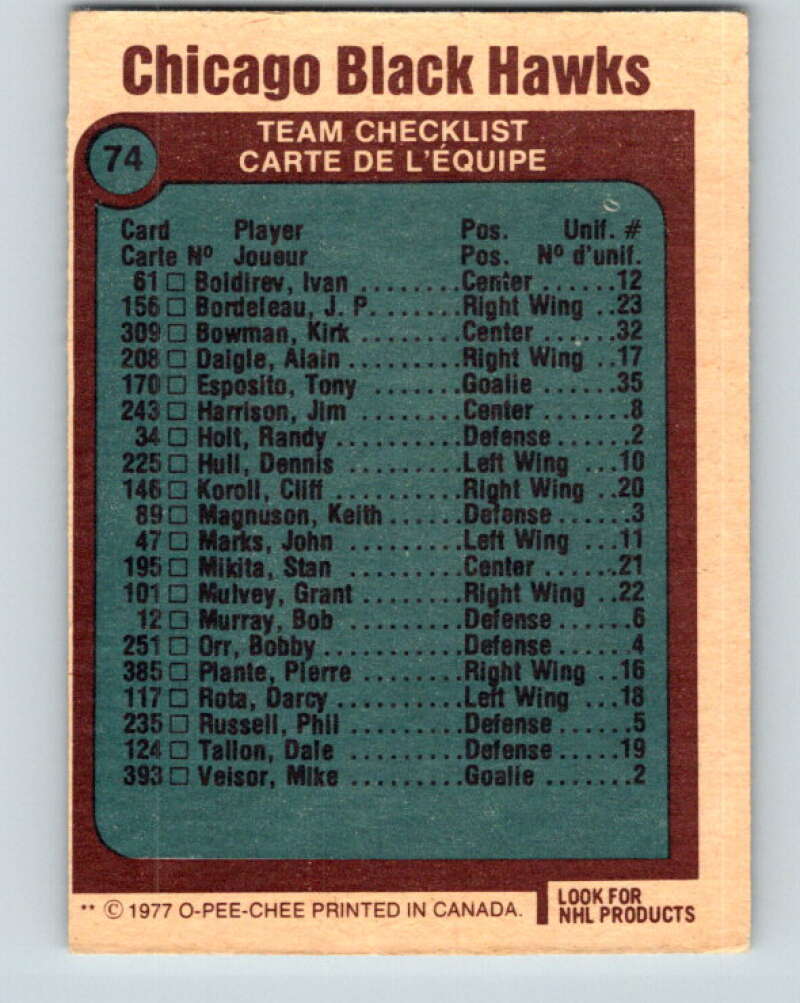 Chicago Black Hawks
74
TEAM CHECKLIST
CARTE DE L'ÉQUIPE
Card Player Pos. Unif. #
Carte Nº Joueur Pos. Nº d'unif.
61 □ Boldirev, Ivan ........Center......12
156 □ Bordeleau, J. P. .......Right Wing ..23
309 □ Bowman, Kirk ........Center......32
208 □ Daigle, Alain .........Right Wing ..17
170 □ Esposito, Tony ........Goalie ......35
243 □ Harrison, Jim ........Center.......8
34 □ Holt, Randy ..........Defense......2
225 □ Hull, Dennis .........Left Wing ...10
146 □ Koroll, Cliff ..........Right Wing ..20
89 □ Magnuson, Keith ......Defense......3
47 □ Marks, John .........Left Wing ...11
195 □ Mikita, Stan .........Center......21
101 □ Mulvey, Grant ........Right Wing ..22
12 □ Murray, Bob .........Defense......6
251 □ Orr, Bobby...........Defense......4
385 □ Plante, Pierre ........Right Wing ..16
117 □ Rota, Darcy..........Left Wing ...18
235 □ Russell, Phil .........Defense......5
124 □ Tallon, Dale .........Defense.....19
393 □ Veisor, Mike .........Goalie .......2
** © 1977 O-PEE-CHEE PRINTED IN CANADA.
LOOK FOR
NHL PRODUCTS